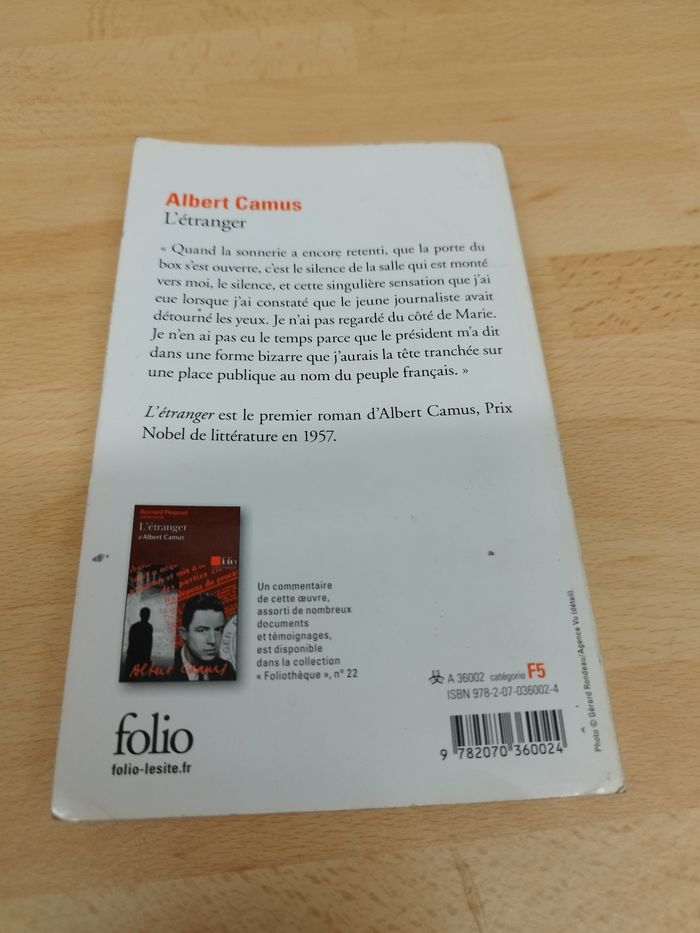 Albert Camus
L'étranger
« Quand la sonnerie a encore retenti, que la porte du
box s'est ouverte, c'est le silence de la salle qui est monté
vers moi, le silence, et cette singulière sensation que j'ai
eue lorsque j'ai constaté que le jeune journaliste avait
détourné les yeux. Je n'ai pas regardé du côté de Marie.
Je n'en ai pas eu le temps parce que le président m'a dit
dans une forme bizarre que j'aurais la tête tranchée sur
une place publique au nom du peuple français. »
L'étranger est le premier roman d'Albert Camus, Prix
Nobel de littérature en 1957.
Bernard Pingaud
L'étranger
d'Albert Camus
folio
Albert Camus
Un commentaire
de cette œuvre,
assorti de nombreux
documents
et témoignages,
est disponible
dans la collection
« Foliothèque », n° 22
folio
folio-lesite.fr
A 36002 catégorie F5
ISBN 978-2-07-036002-4
9 782070 360024
Photo © Gérard Rondeau/Agence Vu (détail).